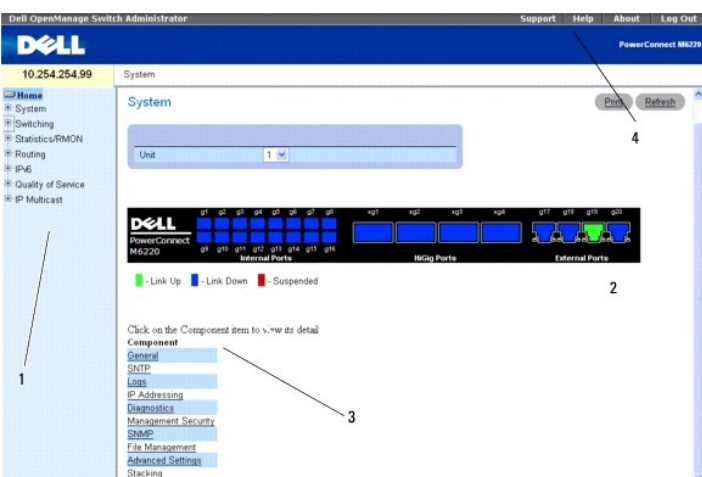 Dell OpenManage Switch Administrator Support Help About Log Out
DELL PowerConnect M6220
10.254.254.99 System
Home
System
Switching
Statistics/RMON
Routing
IPv6
Quality of Service
IP Multicast
1
System Print Refresh
4
Unit 1
g1 g2 g3 g4 g5 g6 g7 g8 xg1 xg2 xg3 xg4 g17 g18 g19 g20
DELL
PowerConnect
M6220
g9 g10 g11 g12 g13 g14 g15 g16
Internal Ports HiGig Ports External Ports
- Link Up - Link Down - Suspended
2
Click on the Component item to view its detail
Component
General
SNTP
Logs
IP Addressing
Diagnostics
Management Security
SNMP
File Management
Advanced Settings
Stacking
3